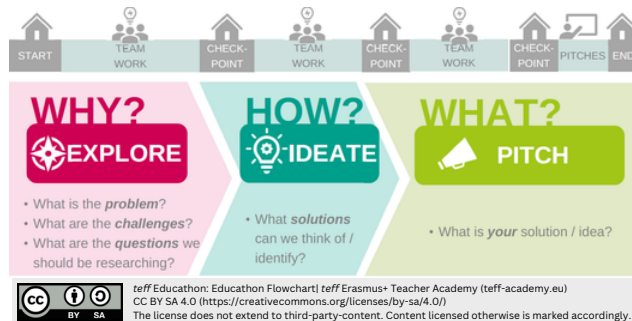 START
TEAM
WORK
CHECK-
POINT
TEAM
WORK
CHECK-
POINT
TEAM
WORK
CHECK-
POINT
PITCHES
END
WHY?
EXPLORE
• What is the problem?
• What are the challenges?
• What are the questions we
should be researching?
HOW?
IDEATE
• What solutions
can we think of /
identify?
WHAT?
PITCH
• What is your solution / idea?
cc
BY SA
teff Educathon: Educathon Flowchart| teff Erasmus+ Teacher Academy (teff-academy.eu)
CC BY SA 4.0 (https://creativecommons.org/licenses/by-sa/4.0/)
The license does not extend to third-party-content. Content licensed otherwise is marked accordingly.